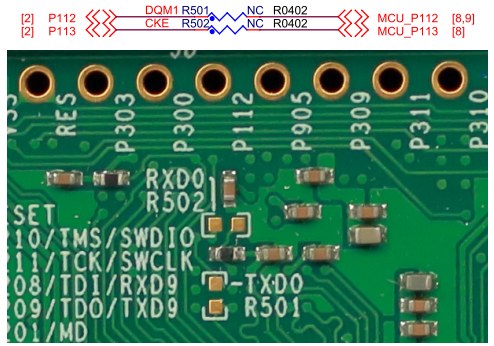 [2] P112 DQM1 R501 NC R0402 MCU_P112 [8,9]
[2] P113 CKE R502 NC R0402 MCU_P113 [8]
RES P303 P300 P112 P905 P309 P311 P310
RXD0
R502
SET
10/TMS/SWDIO
11/TCK/SWCLK
08/TDI/RXD9
-TXD0
09/TDO/TXD9
R501
201/MD